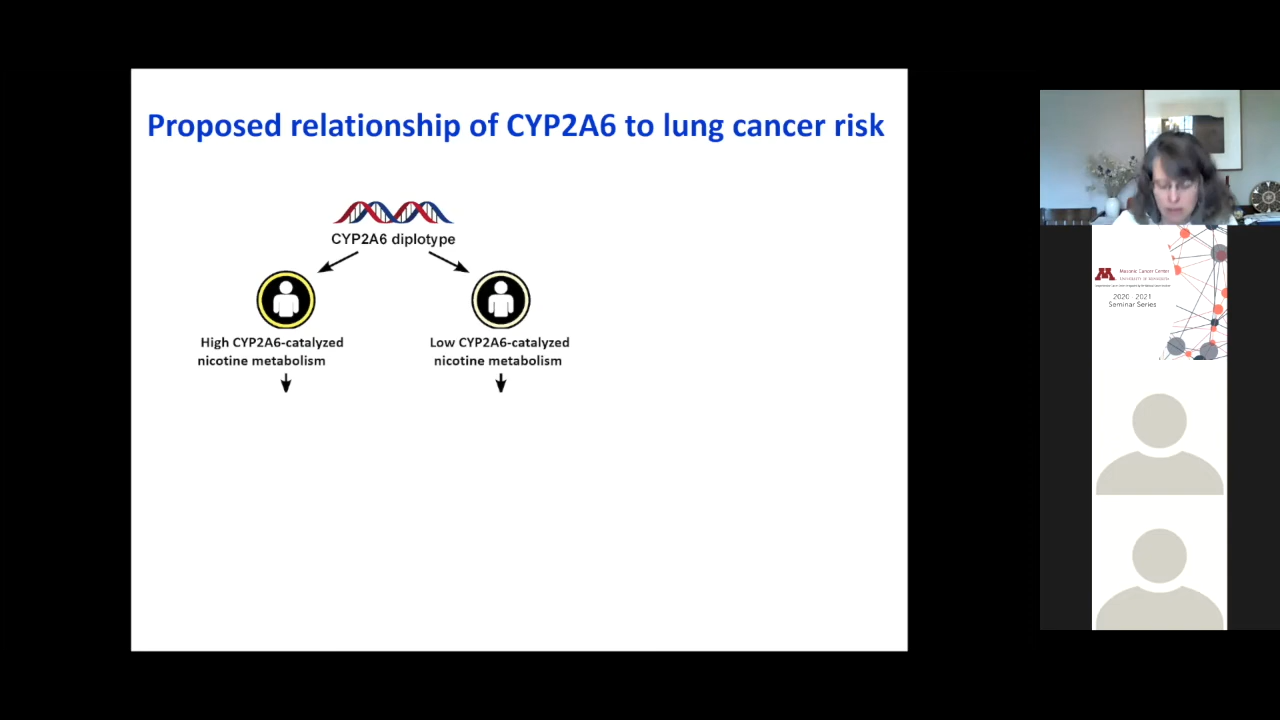 Proposed relationship of CYP2A6 to lung cancer risk
CYP2A6 diplotype
High CYP2A6-catalyzed
nicotine metabolism
Low CYP2A6-catalyzed
nicotine metabolism
Masonic Cancer Center
UNIVERSITY OF MINNESOTA
2020 - 2021
Seminar Series